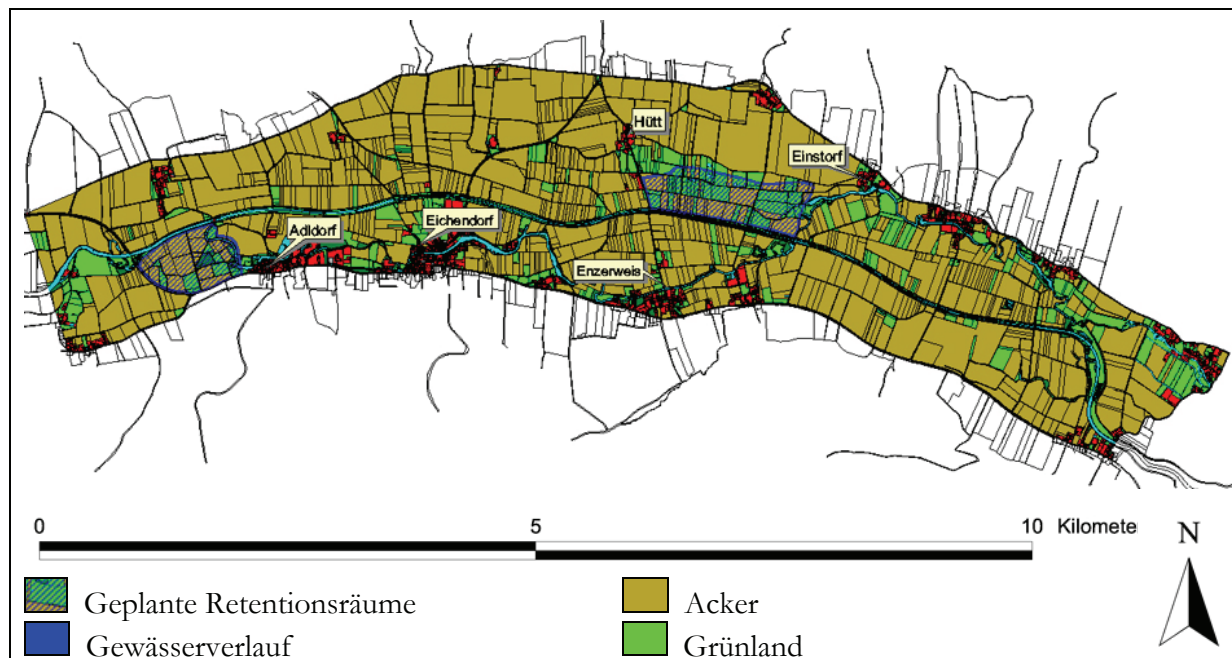 Hütt
Einstorf
Eichendorf
Adldorf
Enzerweis
0 5 10 Kilomete
N
Geplante Retentionsräume Acker
Gewässerverlauf Grünland